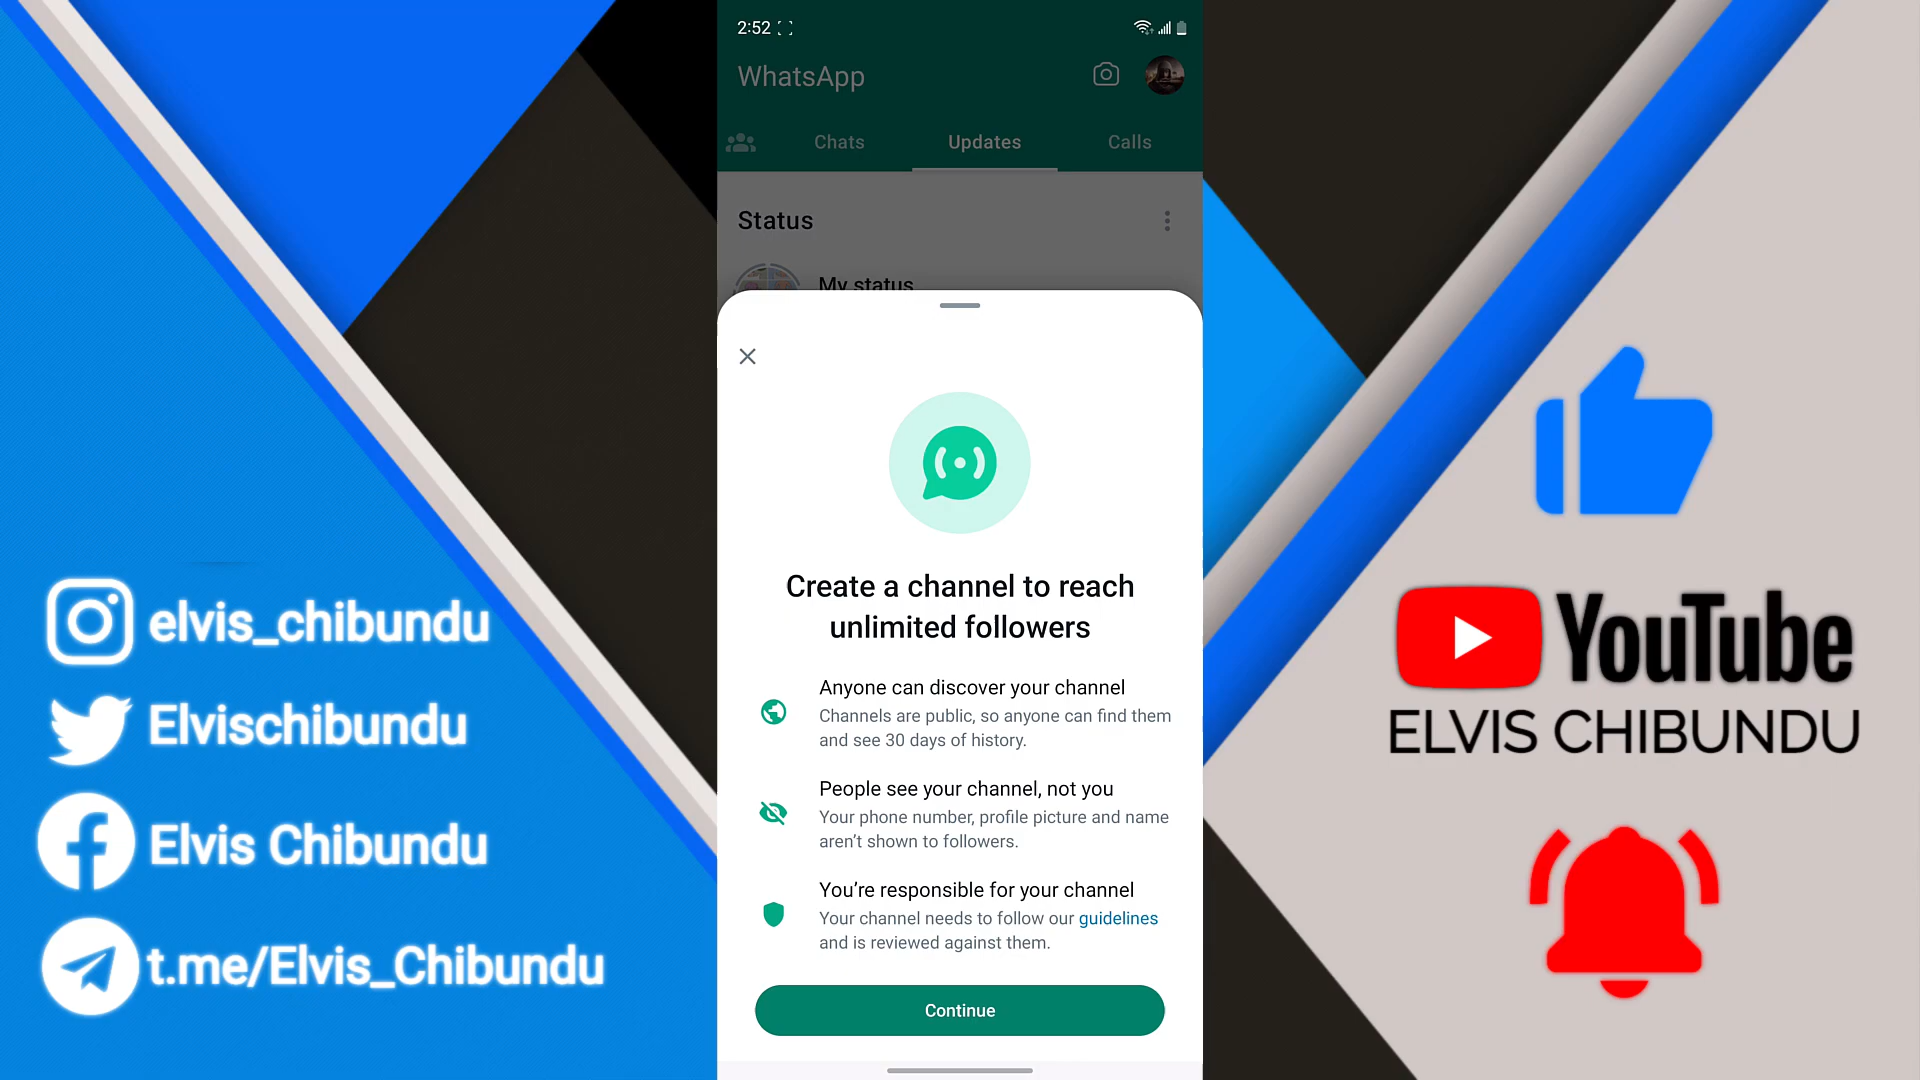 2:52
WhatsApp
Chats
Updates
Calls
Status
My status
Create a channel to reach
unlimited followers
Anyone can discover your channel
Channels are public, so anyone can find them
and see 30 days of history.
People see your channel, not you
Your phone number, profile picture and name
aren’t shown to followers.
You’re responsible for your channel
Your channel needs to follow our guidelines
and is reviewed against them.
Continue
elvis_chibundu
Elvischibundu
Elvis Chibundu
t.me/Elvis_Chibundu
YouTube
ELVIS CHIBUNDU